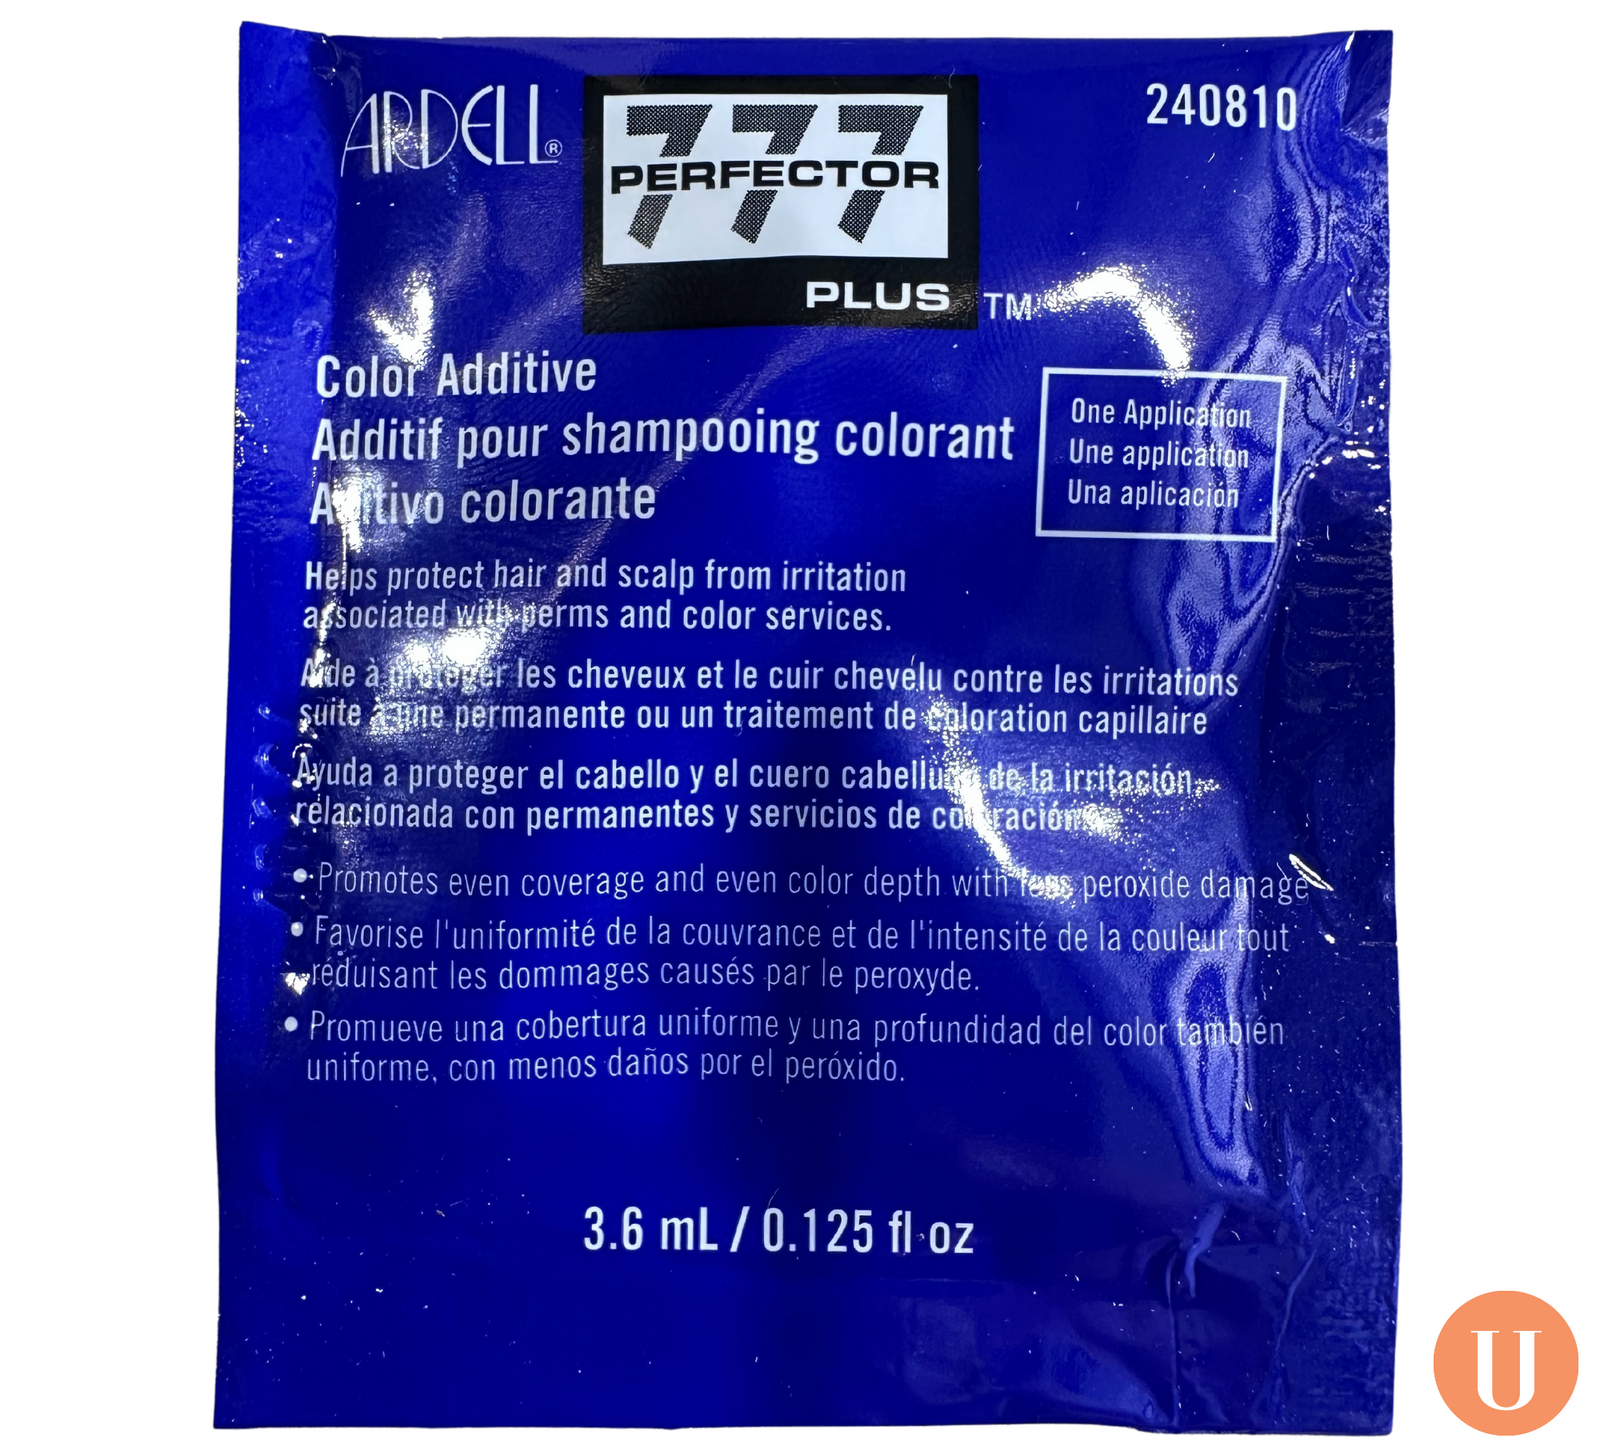 ARDELL®
777
PERFECTOR
PLUS TM
240810
Color Additive
Additif pour shampooing colorant
Aditivo colorante
One Application
Une application
Una aplicación
Helps protect hair and scalp from irritation
associated with perms and color services.
Aide à protéger les cheveux et le cuir chevelu contre les irritations
suite à une permanente ou un traitement de coloration capillaire
Ayuda a proteger el cabello y el cuero cabelludo de la irritación
relacionada con permanentes y servicios de coloración.
• Promotes even coverage and even color depth with less peroxide damage
• Favorise l'uniformité de la couvrance et de l'intensité de la couleur tout
réduisant les dommages causés par le peroxyde.
• Promueve una cobertura uniforme y una profundidad del color también
uniforme, con menos daños por el peróxido.
3.6 mL / 0.125 fl oz
U